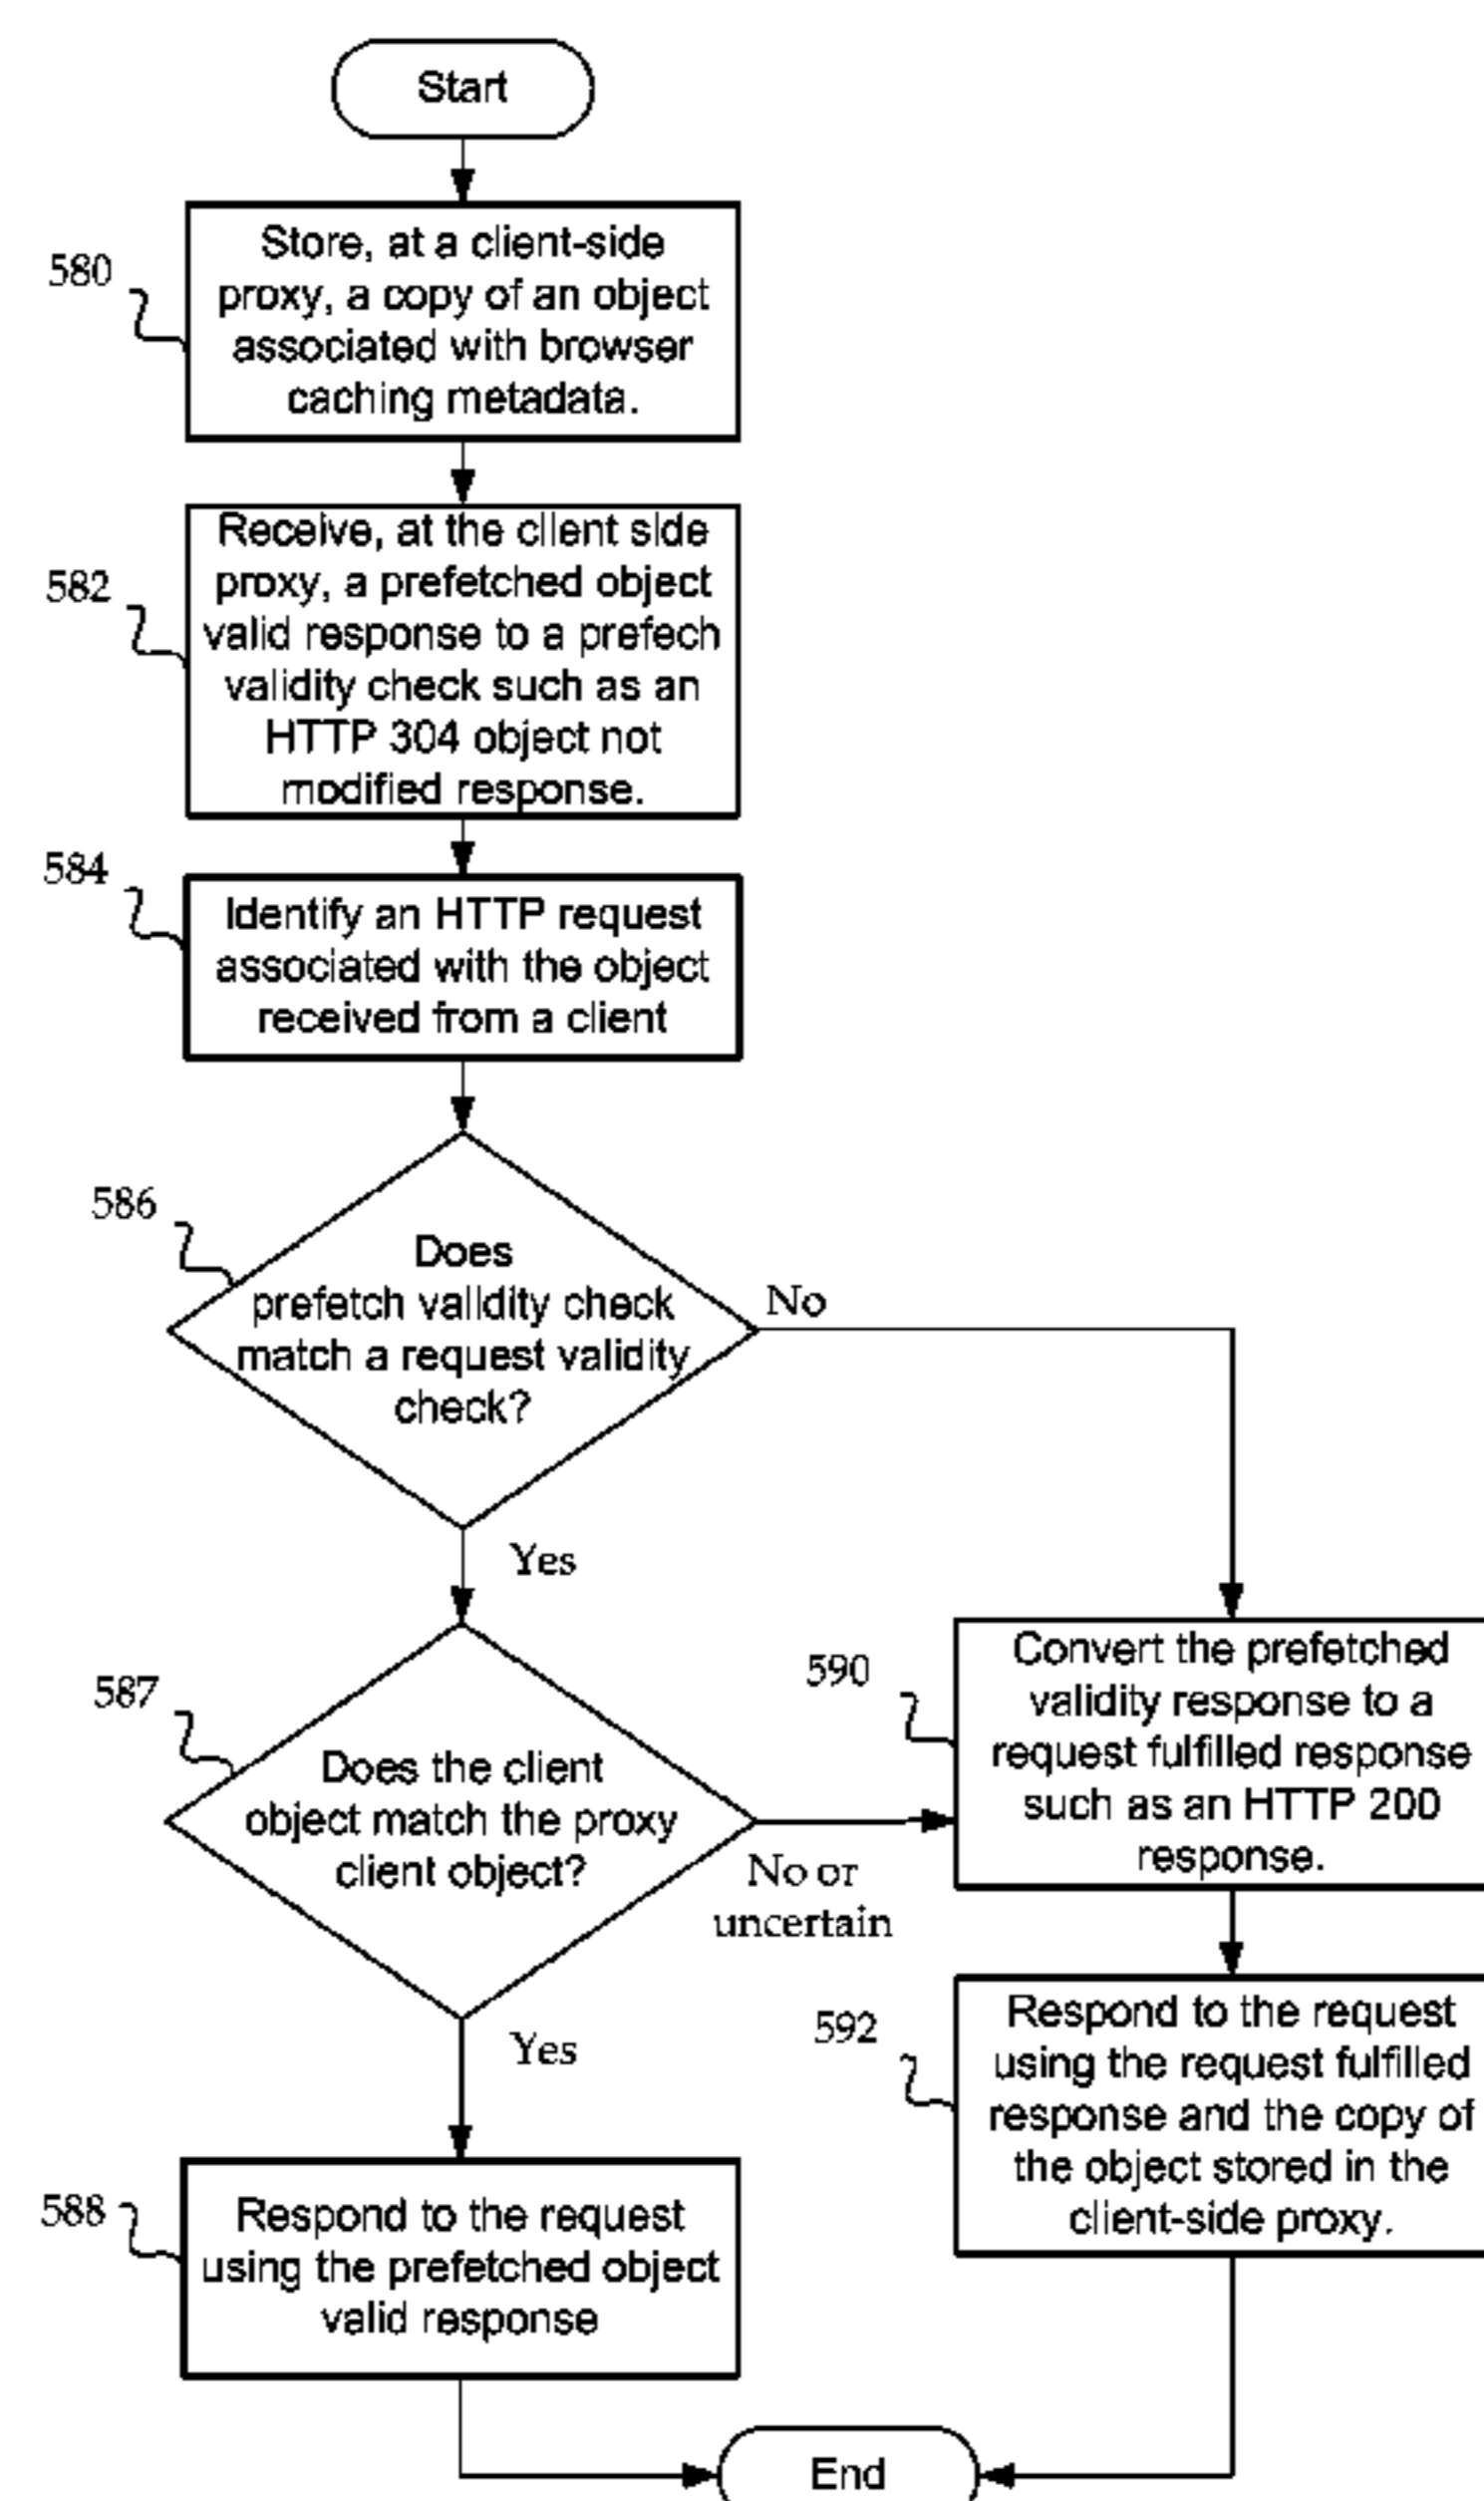 Start
580
Store, at a client-side
proxy, a copy of an object
associated with browser
caching metadata.
582
Receive, at the client side
proxy, a prefetched object
valid response to a prefech
validity check such as an
HTTP 304 object not
modified response.
584
Identify an HTTP request
associated with the object
received from a client
586
Does
prefetch validity check
match a request validity
check?
No
Yes
587
Does the client
object match the proxy
client object?
No or
uncertain
Yes
590
Convert the prefetched
validity response to a
request fulfilled response
such as an HTTP 200
response.
592
Respond to the request
using the request fulfilled
response and the copy of
the object stored in the
client-side proxy.
588
Respond to the request
using the prefetched object
valid response
End